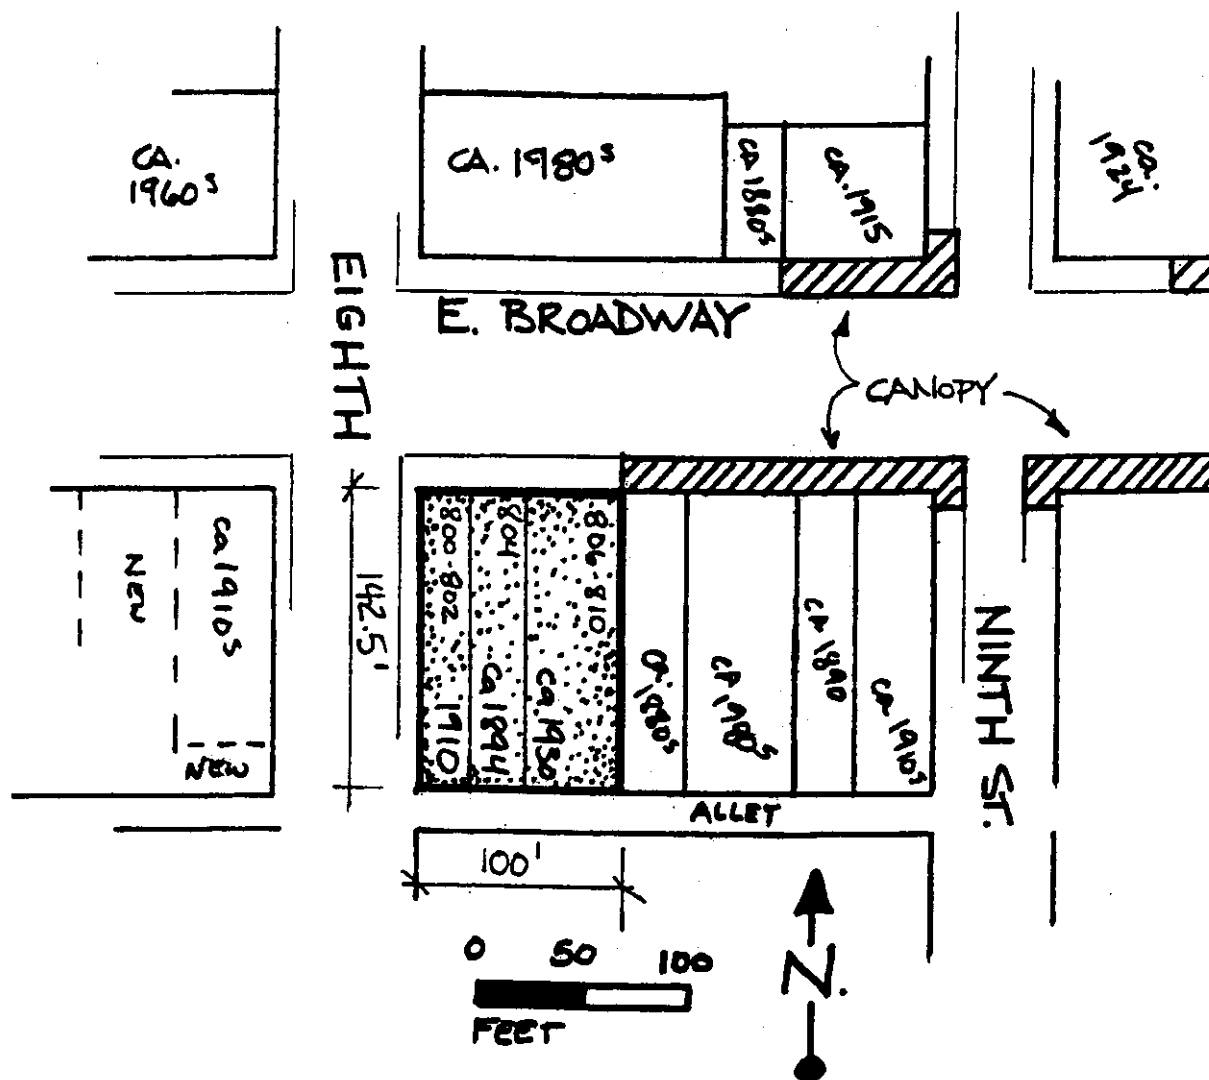 CA.
1960s
CA. 1980s
CA 1880s
CA. 1915
ca.
1924
EIGHTH
E. BROADWAY
CANOPY
ca 1910s
NEW
NEW
142.5'
800-802
1910
804
ca 1894
806-810
ca 1930
ca. 1880s
ca. 1980s
ca 1890
ca 1910s
NINTH ST.
ALLEY
100'
0 50 100
FEET
N.